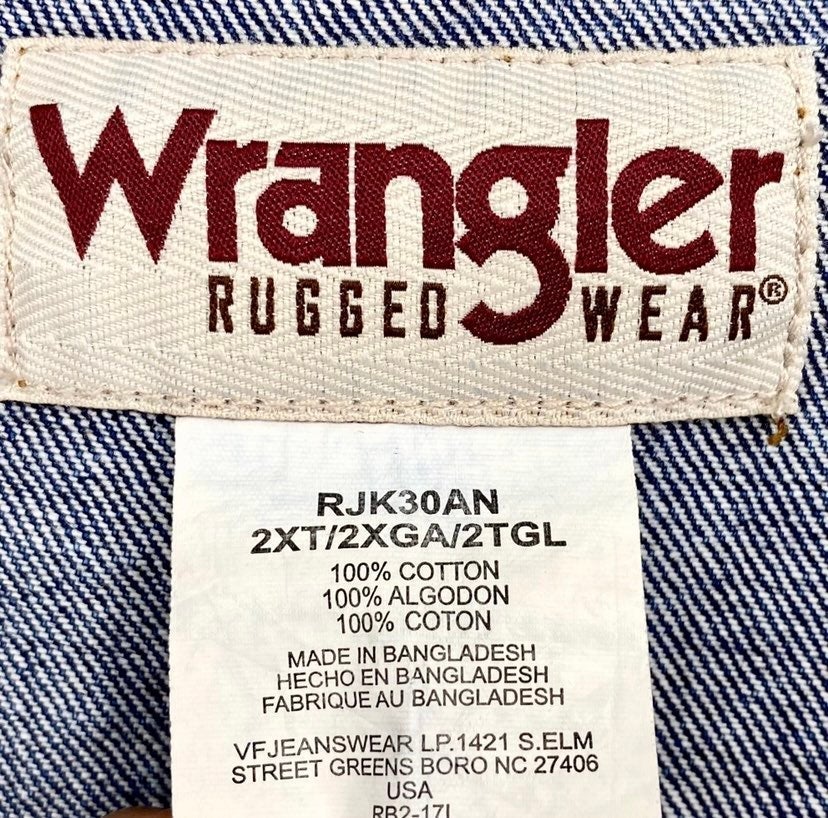 Wrangler
RUGGED WEAR®
RJK30AN
2XT/2XGA/2TGL
100% COTTON
100% ALGODON
100% COTON
MADE IN BANGLADESH
HECHO EN BANGLADESH
FABRIQUE AU BANGLADESH
VFJEANSWEAR LP.1421 S.ELM
STREET GREENS BORO NC 27406
USA